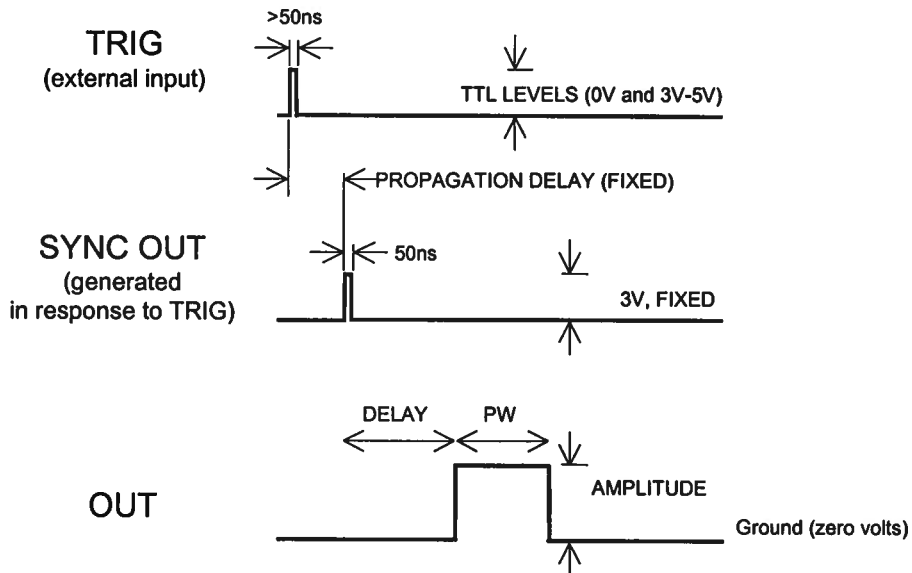 >50ns
TRIG
(external input)
TTL LEVELS (0V and 3V-5V)
PROPAGATION DELAY (FIXED)
SYNC OUT
(generated
in response to TRIG)
50ns
3V, FIXED
DELAY
PW
OUT
AMPLITUDE
Ground (zero volts)